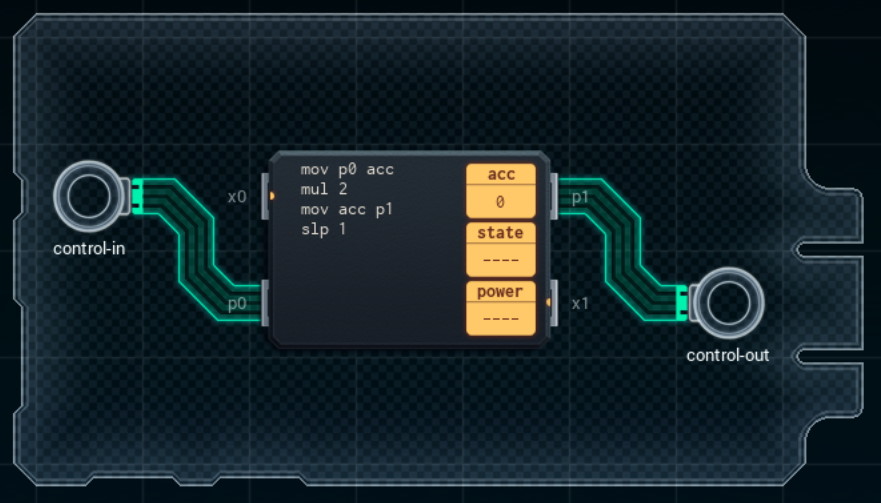 mov p0 acc
mul 2
mov acc p1
slp 1
acc
0
state
----
power
----
x0
p0
p1
x1
control-in
control-out